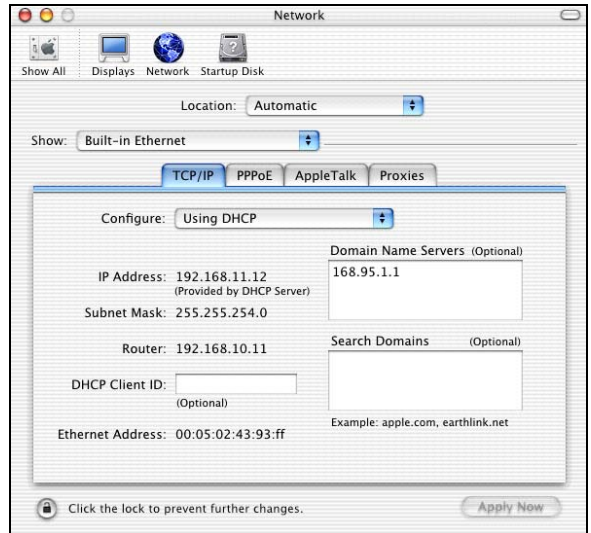 Network
Show All
Displays
Network
Startup Disk
Location: Automatic
Show: Built-in Ethernet
TCP/IP
PPPoE
AppleTalk
Proxies
Configure: Using DHCP
Domain Name Servers (Optional)
168.95.1.1
IP Address: 192.168.11.12
(Provided by DHCP Server)
Subnet Mask: 255.255.254.0
Router: 192.168.10.11
Search Domains (Optional)
DHCP Client ID:
(Optional)
Example: apple.com, earthlink.net
Ethernet Address: 00:05:02:43:93:ff
Click the lock to prevent further changes.
Apply Now